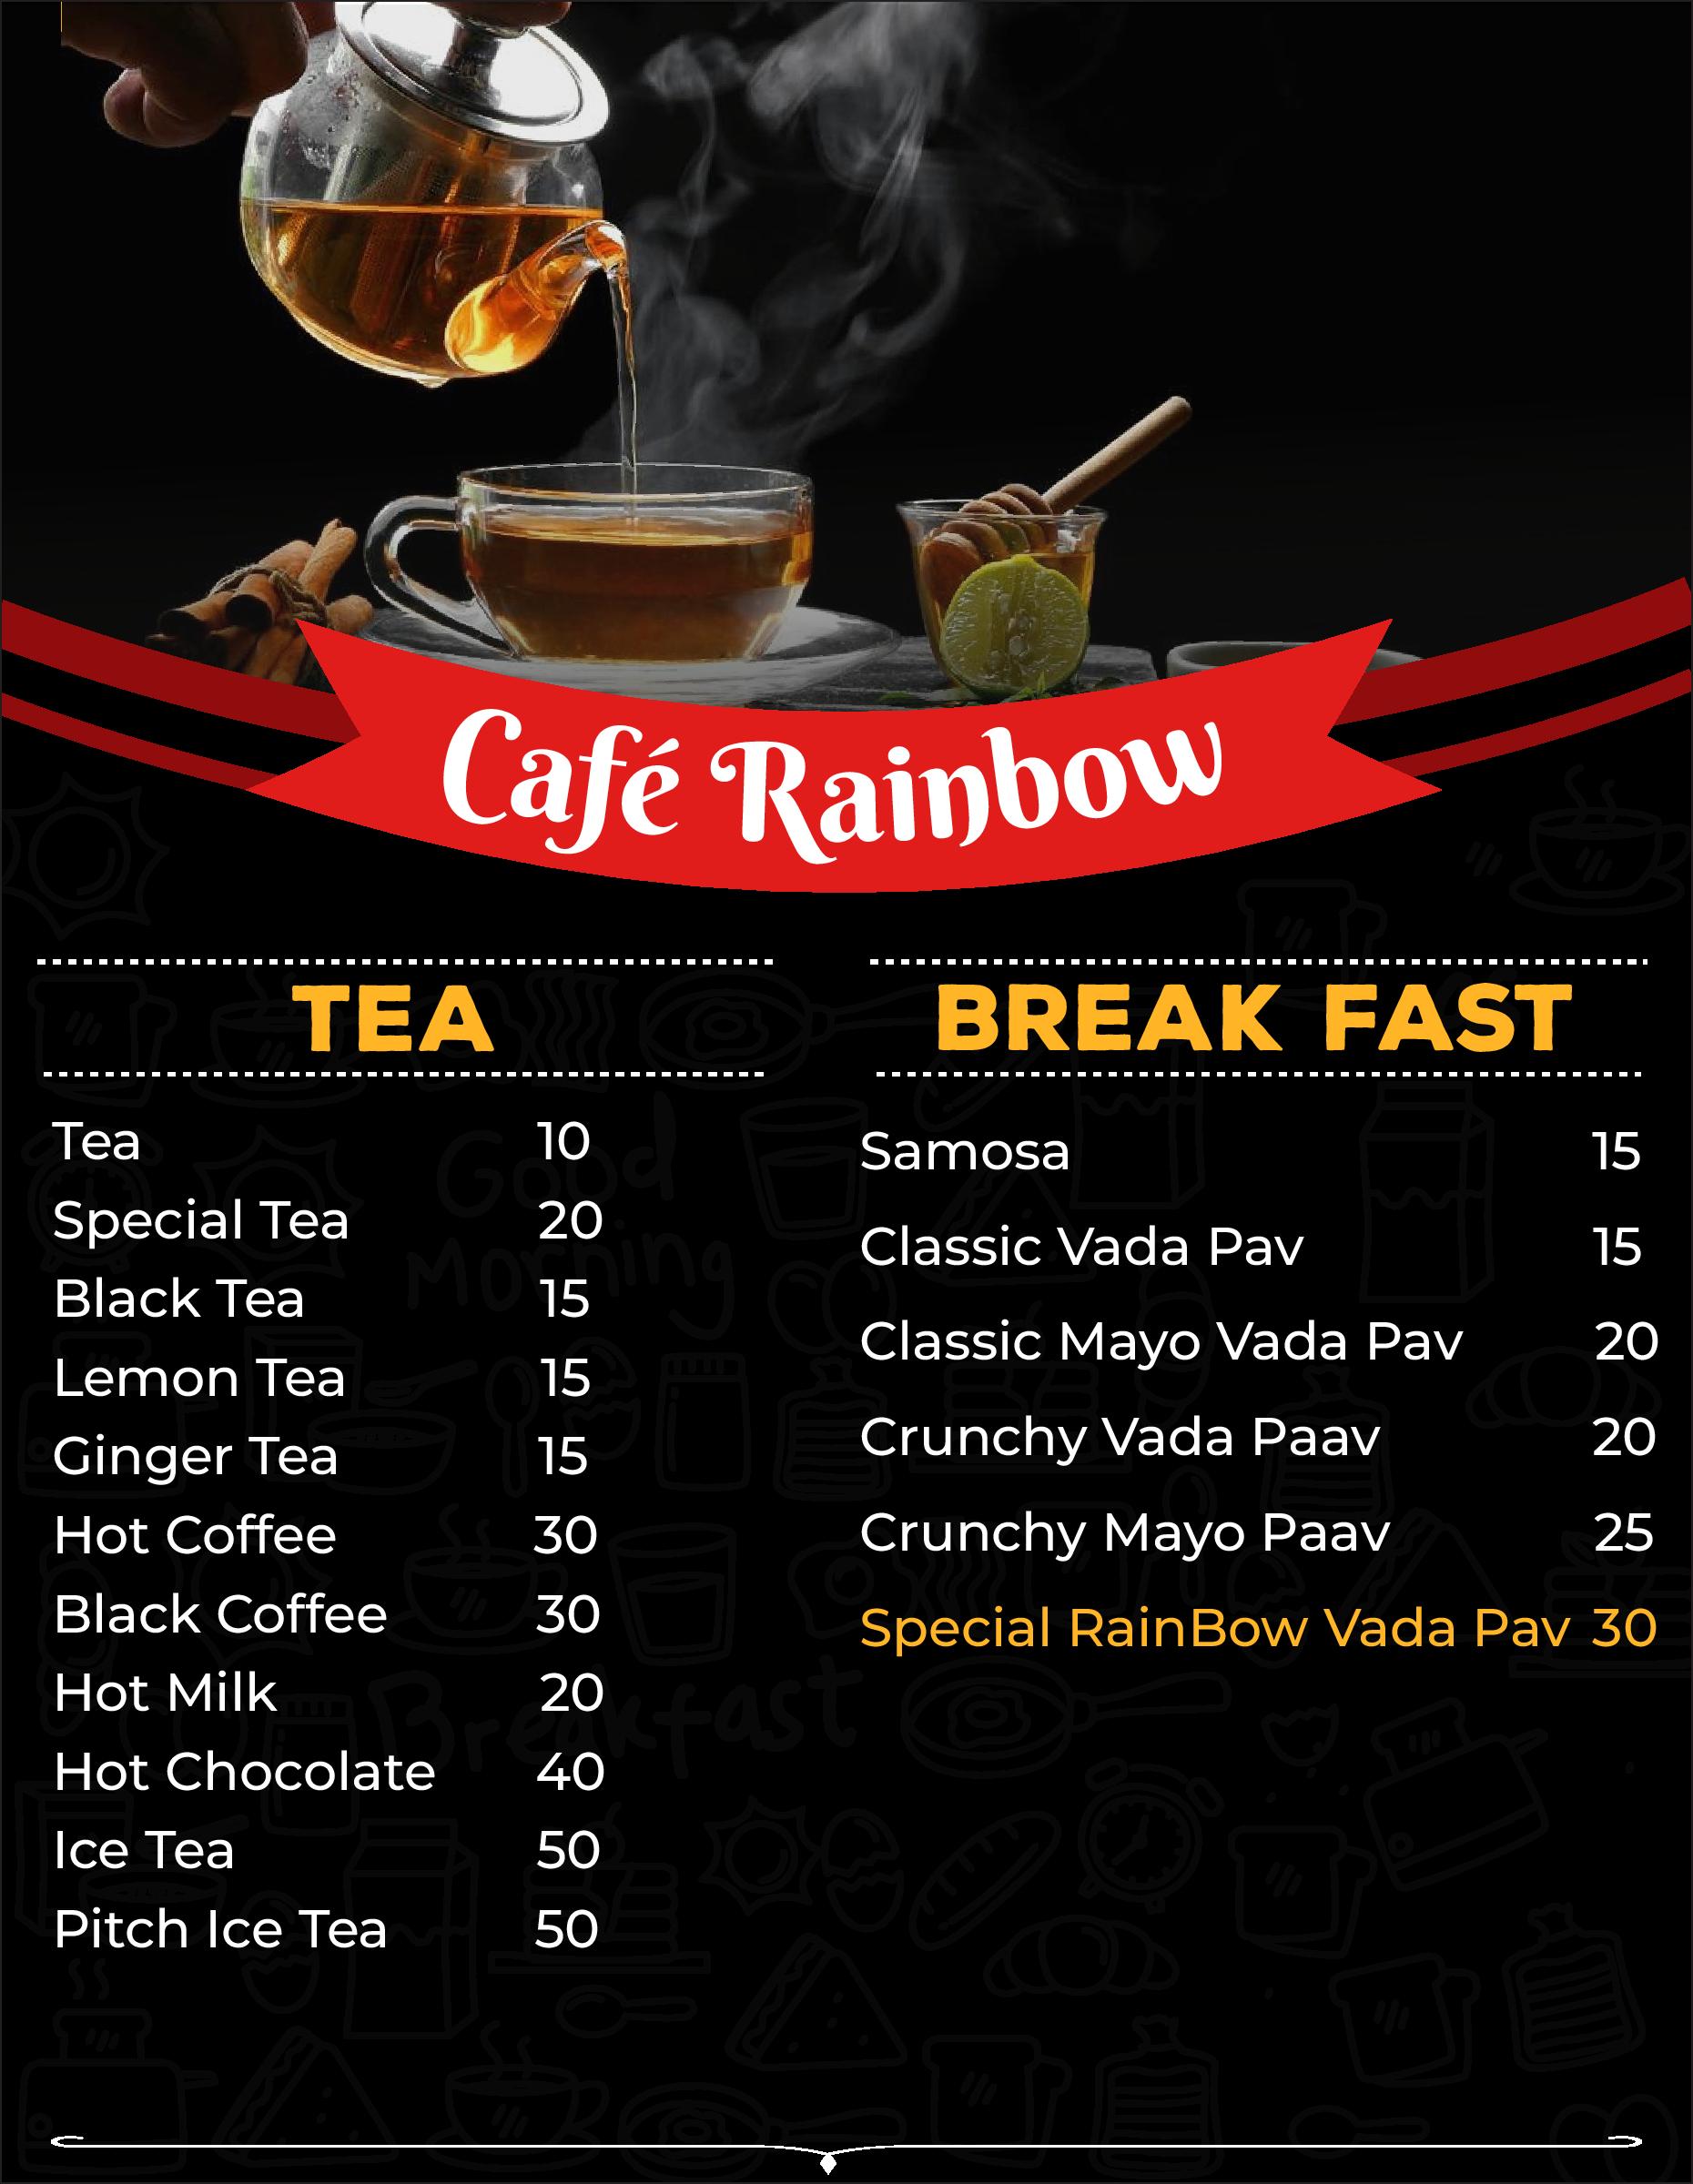 Café Rainbow
TEA
Tea 10
Special Tea 20
Black Tea 15
Lemon Tea 15
Ginger Tea 15
Hot Coffee 30
Black Coffee 30
Hot Milk 20
Hot Chocolate 40
Ice Tea 50
Pitch Ice Tea 50
BREAK FAST
Samosa 15
Classic Vada Pav 15
Classic Mayo Vada Pav 20
Crunchy Vada Paav 20
Crunchy Mayo Paav 25
Special RainBow Vada Pav 30
Good
Morning
Breakfast